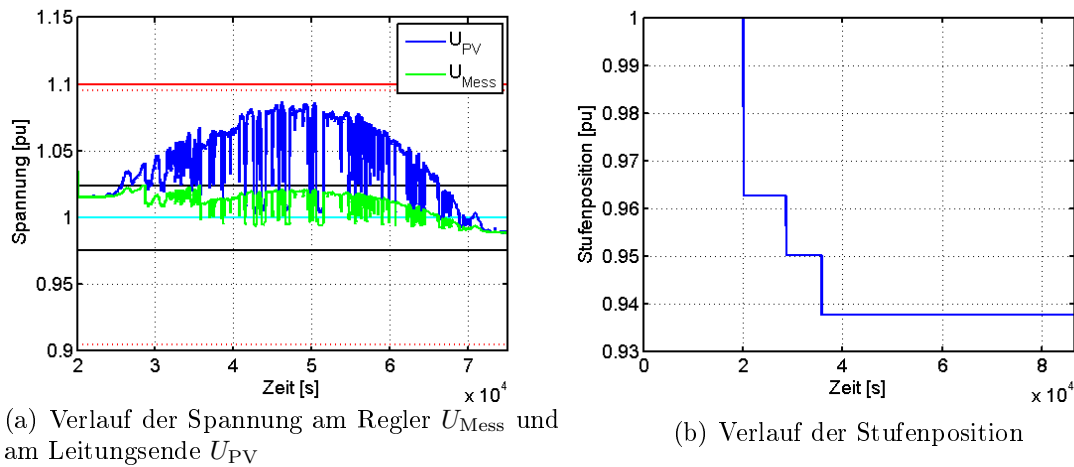 1.15
1.1
1.05
1
0.95
0.9
Spannung [pu]
U_PV
U_Mess
2 3 4 5 6 7
Zeit [s]
x 10^4
(a) Verlauf der Spannung am Regler U_Mess und
am Leitungsende U_PV
1
0.99
0.98
0.97
0.96
0.95
0.94
0.93
Stufenposition [pu]
0 2 4 6 8
Zeit [s]
x 10^4
(b) Verlauf der Stufenposition